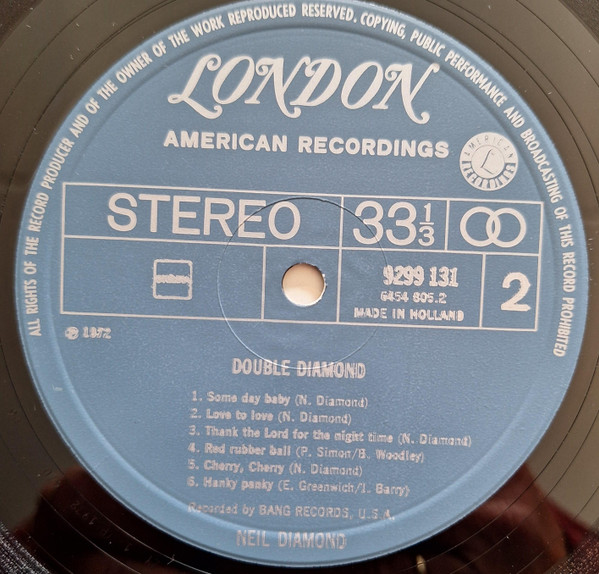 ALL RIGHTS OF THE RECORD PRODUCER AND OF THE OWNER OF THE WORK REPRODUCED RESERVED. COPYING, PUBLIC PERFORMANCE AND BROADCASTING OF THIS RECORD PROHIBITED
LONDON
AMERICAN RECORDINGS
AMERICAN
L
RECORDINGS
STEREO
33 1/3
9299 131
6454 605.2
MADE IN HOLLAND
2
℗ 1972
DOUBLE DIAMOND
1. Some day baby (N. Diamond)
2. Love to love (N. Diamond)
3. Thank the Lord for the night time (N. Diamond)
4. Red rubber ball (P. Simon/B. Woodley)
5. Cherry, Cherry (N. Diamond)
6. Hanky panky (E. Greenwich/J. Barry)
Recorded by BANG RECORDS, U.S.A.
NEIL DIAMOND